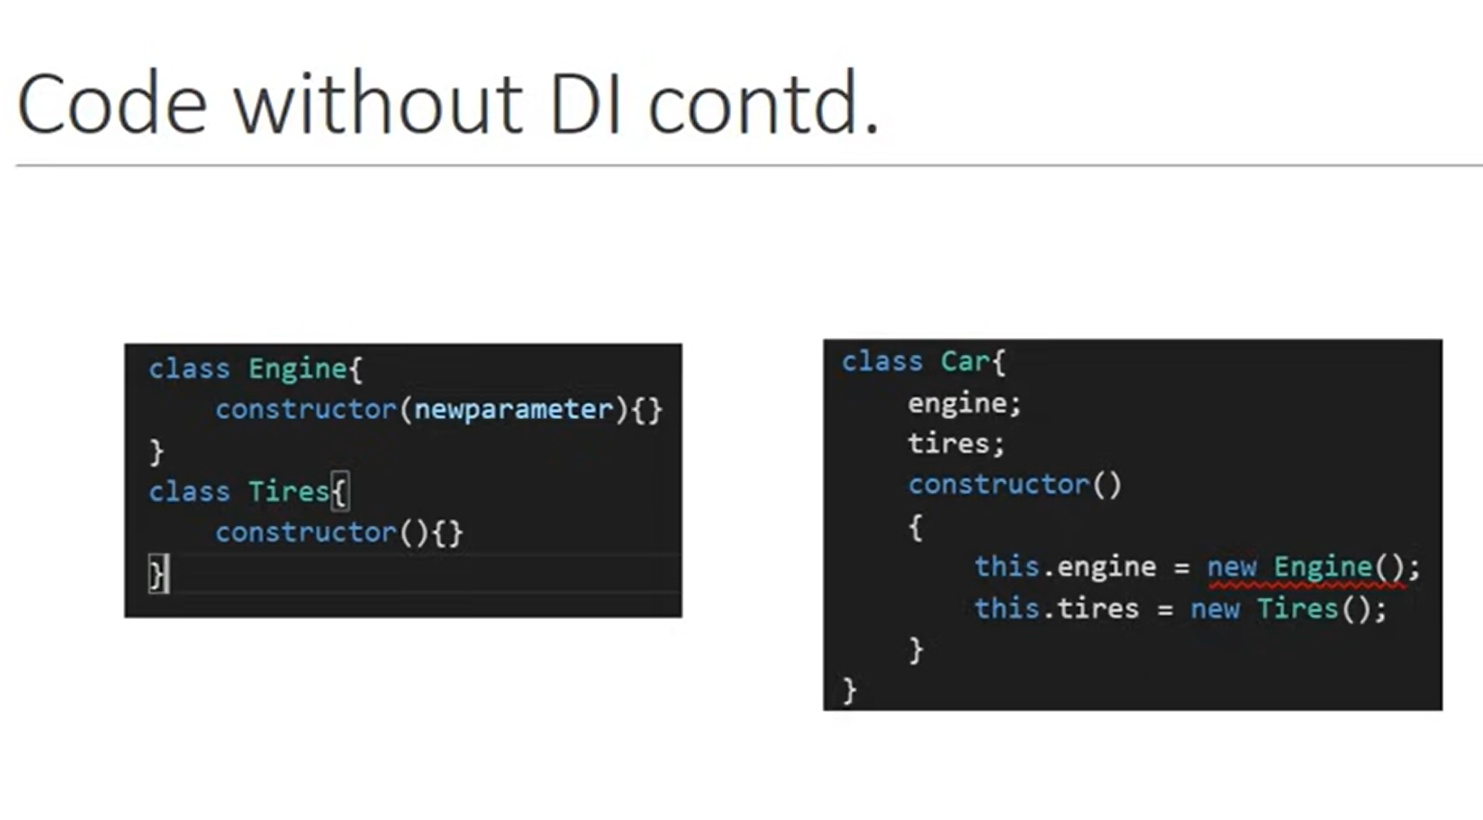 Code without DI contd.
class Engine{
constructor(newparameter){}
}
class Tires{
constructor(){}
}
class Car{
engine;
tires;
constructor()
{
this.engine = new Engine();
this.tires = new Tires();
}
}